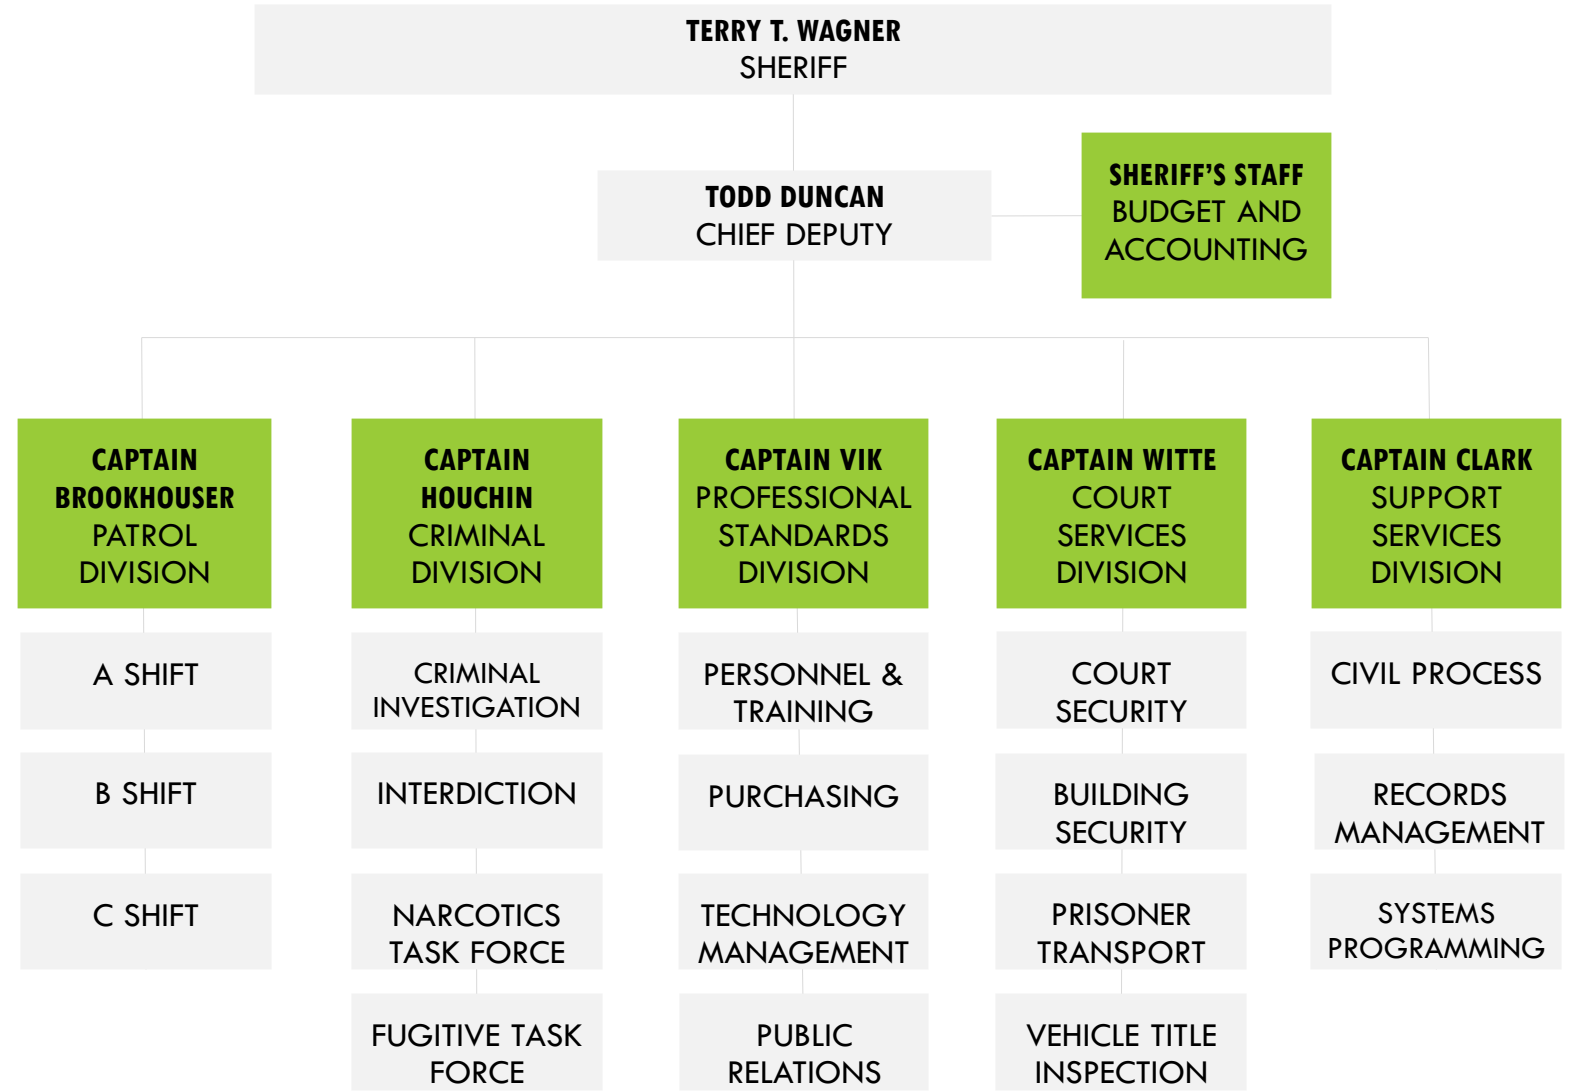 TERRY T. WAGNER
SHERIFF
TODD DUNCAN
CHIEF DEPUTY
SHERIFF'S STAFF
BUDGET AND
ACCOUNTING
CAPTAIN
BROOKHOUSER
PATROL
DIVISION
A SHIFT
B SHIFT
C SHIFT
CAPTAIN
HOUCHIN
CRIMINAL
DIVISION
CRIMINAL
INVESTIGATION
INTERDICTION
NARCOTICS
TASK FORCE
FUGITIVE TASK
FORCE
CAPTAIN VIK
PROFESSIONAL
STANDARDS
DIVISION
PERSONNEL &
TRAINING
PURCHASING
TECHNOLOGY
MANAGEMENT
PUBLIC
RELATIONS
CAPTAIN WITTE
COURT
SERVICES
DIVISION
COURT
SECURITY
BUILDING
SECURITY
PRISONER
TRANSPORT
VEHICLE TITLE
INSPECTION
CAPTAIN CLARK
SUPPORT
SERVICES
DIVISION
CIVIL PROCESS
RECORDS
MANAGEMENT
SYSTEMS
PROGRAMMING